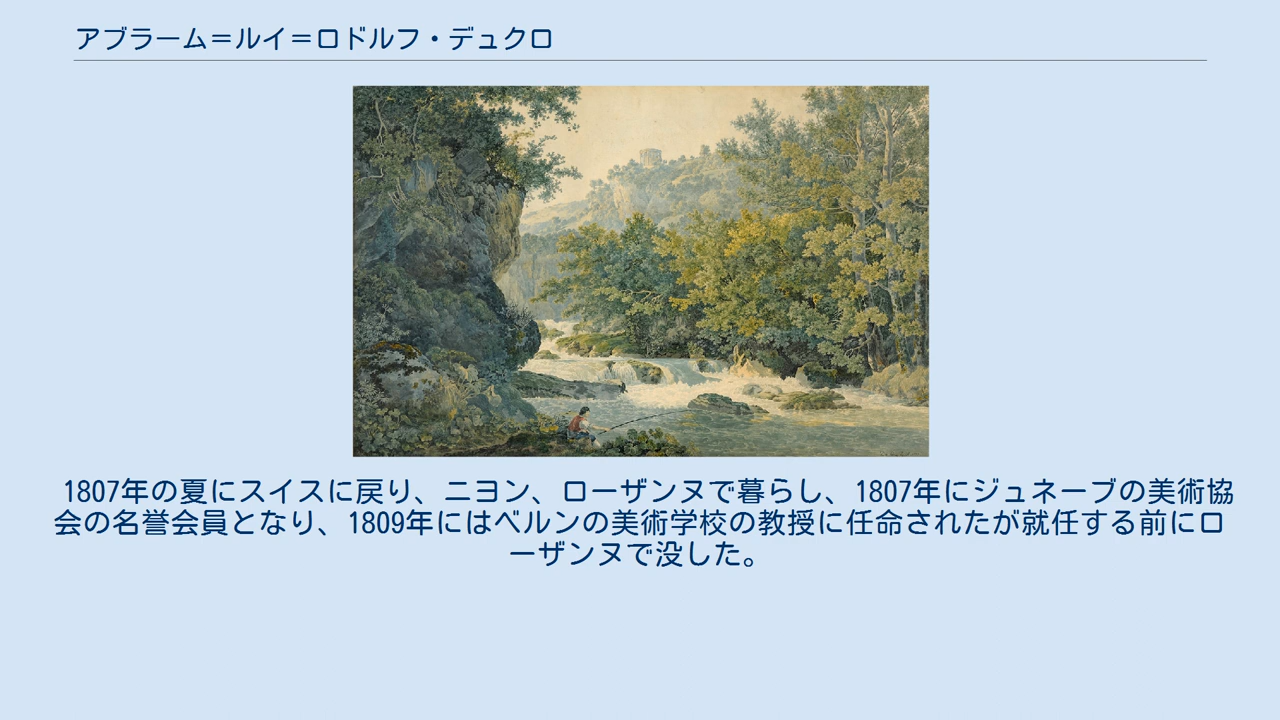 アブラーム＝ルイ＝ロドルフ・デュクロ
1807年の夏にスイスに戻り、ニヨン、ローザンヌで暮らし、1807年にジュネーブの美術協
会の名誉会員となり、1809年にはベルンの美術学校の教授に任命されたが就任する前にロ
ーザンヌで没した。